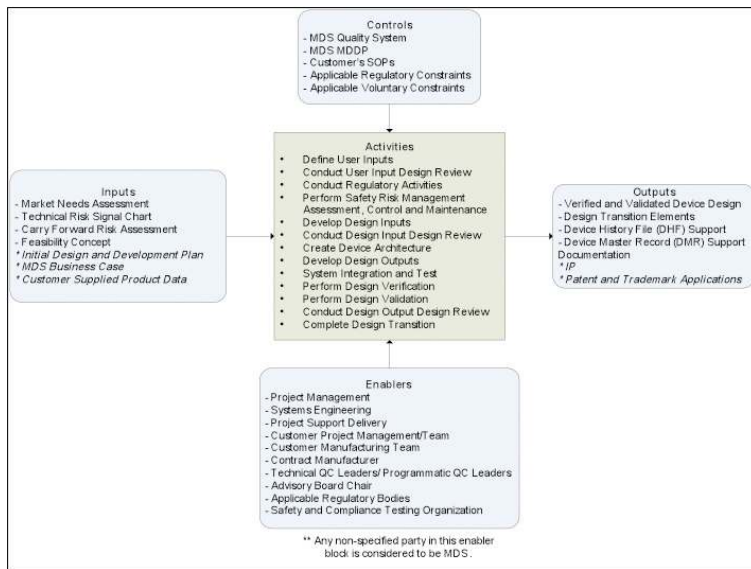 Controls
- MDS Quality System
- MDS MDDP
- Customer's SOPs
- Applicable Regulatory Constraints
- Applicable Voluntary Constraints
Inputs
- Market Needs Assessment
- Technical Risk Signal Chart
- Carry Forward Risk Assessment
- Feasibility Concept
* Initial Design and Development Plan
* MDS Business Case
* Customer Supplied Product Data
Activities
• Define User Inputs
• Conduct User Input Design Review
• Conduct Regulatory Activities
• Perform Safety Risk Management
Assessment, Control and Maintenance
• Develop Design Inputs
• Conduct Design Input Design Review
• Create Device Architecture
• Develop Design Outputs
• System Integration and Test
• Perform Design Verification
• Perform Design Validation
• Conduct Design Output Design Review
• Complete Design Transition
Outputs
- Verified and Validated Device Design
- Design Transition Elements
- Device History File (DHF) Support
- Device Master Record (DMR) Support
Documentation
* IP
* Patent and Trademark Applications
Enablers
- Project Management
- Systems Engineering
- Project Support Delivery
- Customer Project Management/Team
- Customer Manufacturing Team
- Contract Manufacturer
- Technical QC Leaders/ Programmatic QC Leaders
- Advisory Board Chair
- Applicable Regulatory Bodies
- Safety and Compliance Testing Organization
** Any non-specified party in this enabler
block is considered to be MDS.